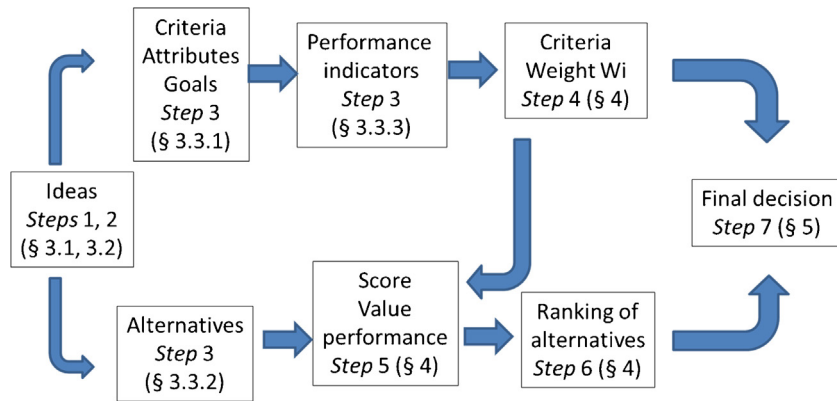 Criteria
Attributes
Goals
Step 3
(§ 3.3.1)
Performance
indicators
Step 3
(§ 3.3.3)
Criteria
Weight Wi
Step 4 (§ 4)
Ideas
Steps 1, 2
(§ 3.1, 3.2)
Final decision
Step 7 (§ 5)
Alternatives
Step 3
(§ 3.3.2)
Score
Value
performance
Step 5 (§ 4)
Ranking of
alternatives
Step 6 (§ 4)